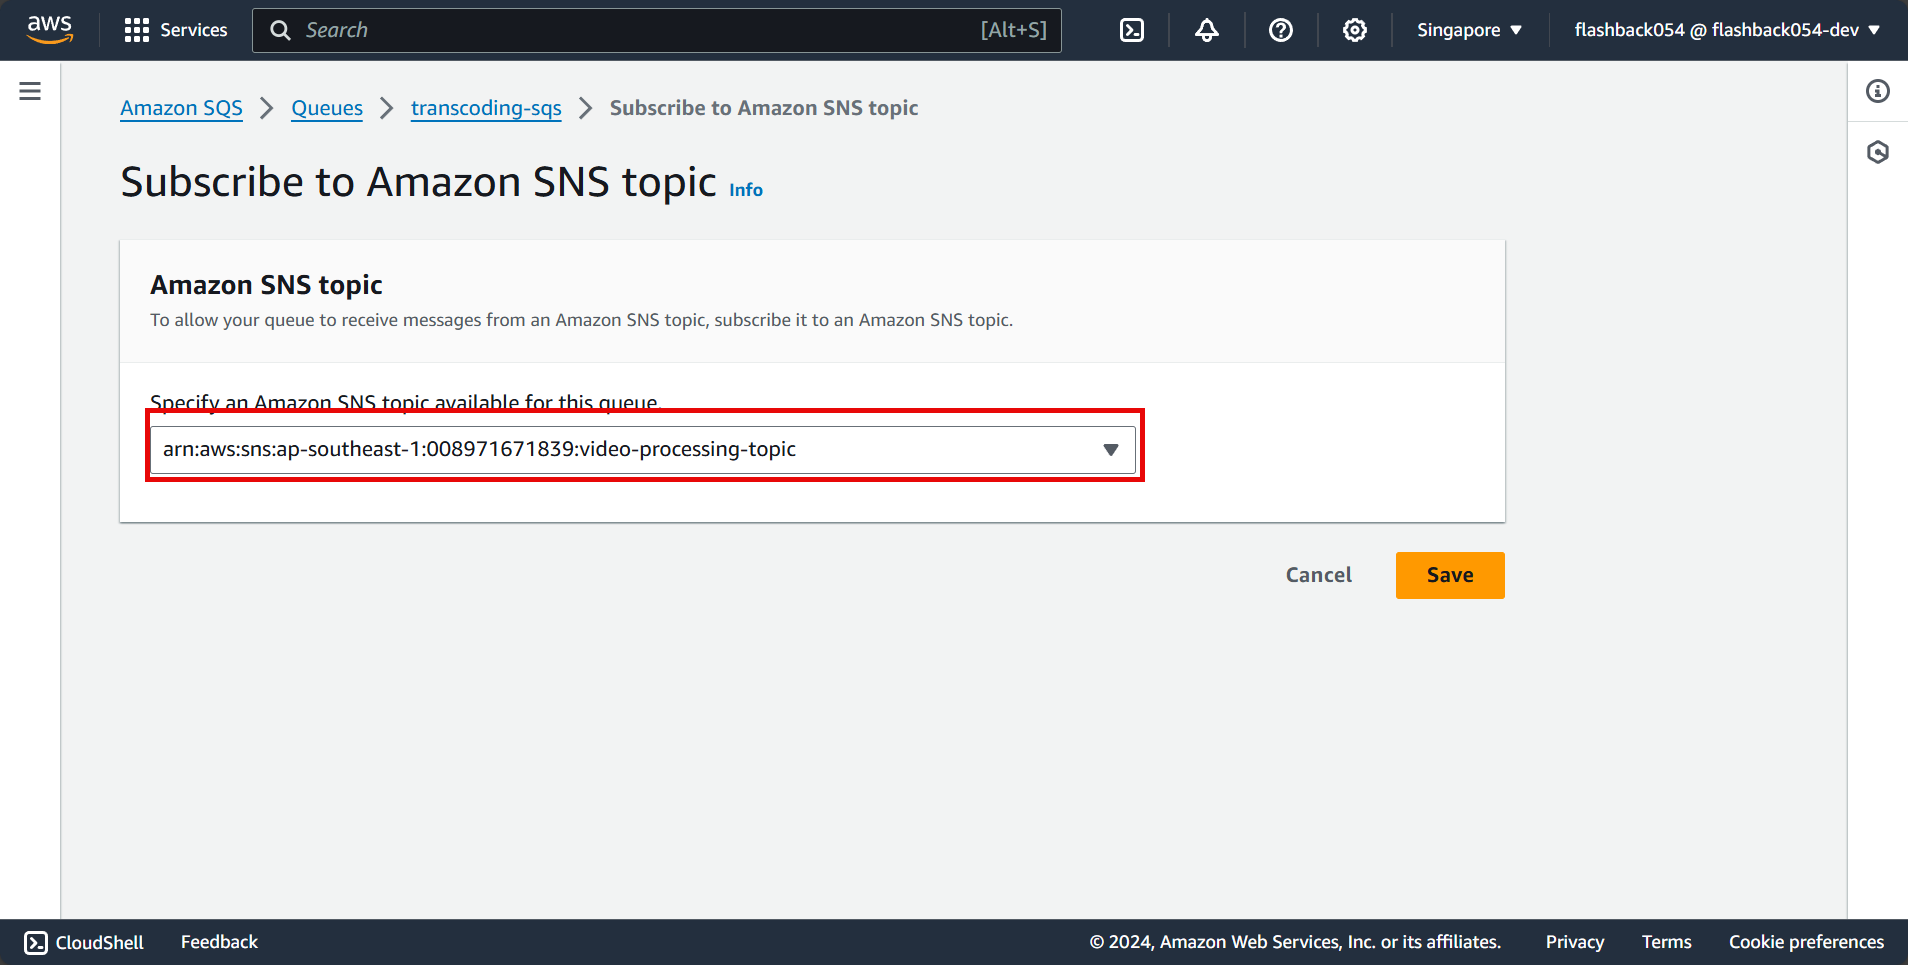 aws
Services
Search
[Alt+S]
Singapore
flashback054 @ flashback054-dev
Amazon SQS
Queues
transcoding-sqs
Subscribe to Amazon SNS topic
Subscribe to Amazon SNS topic
Info
Amazon SNS topic
To allow your queue to receive messages from an Amazon SNS topic, subscribe it to an Amazon SNS topic.
Specify an Amazon SNS topic available for this queue.
arn:aws:sns:ap-southeast-1:008971671839:video-processing-topic
Cancel
Save
CloudShell
Feedback
© 2024, Amazon Web Services, Inc. or its affiliates.
Privacy
Terms
Cookie preferences